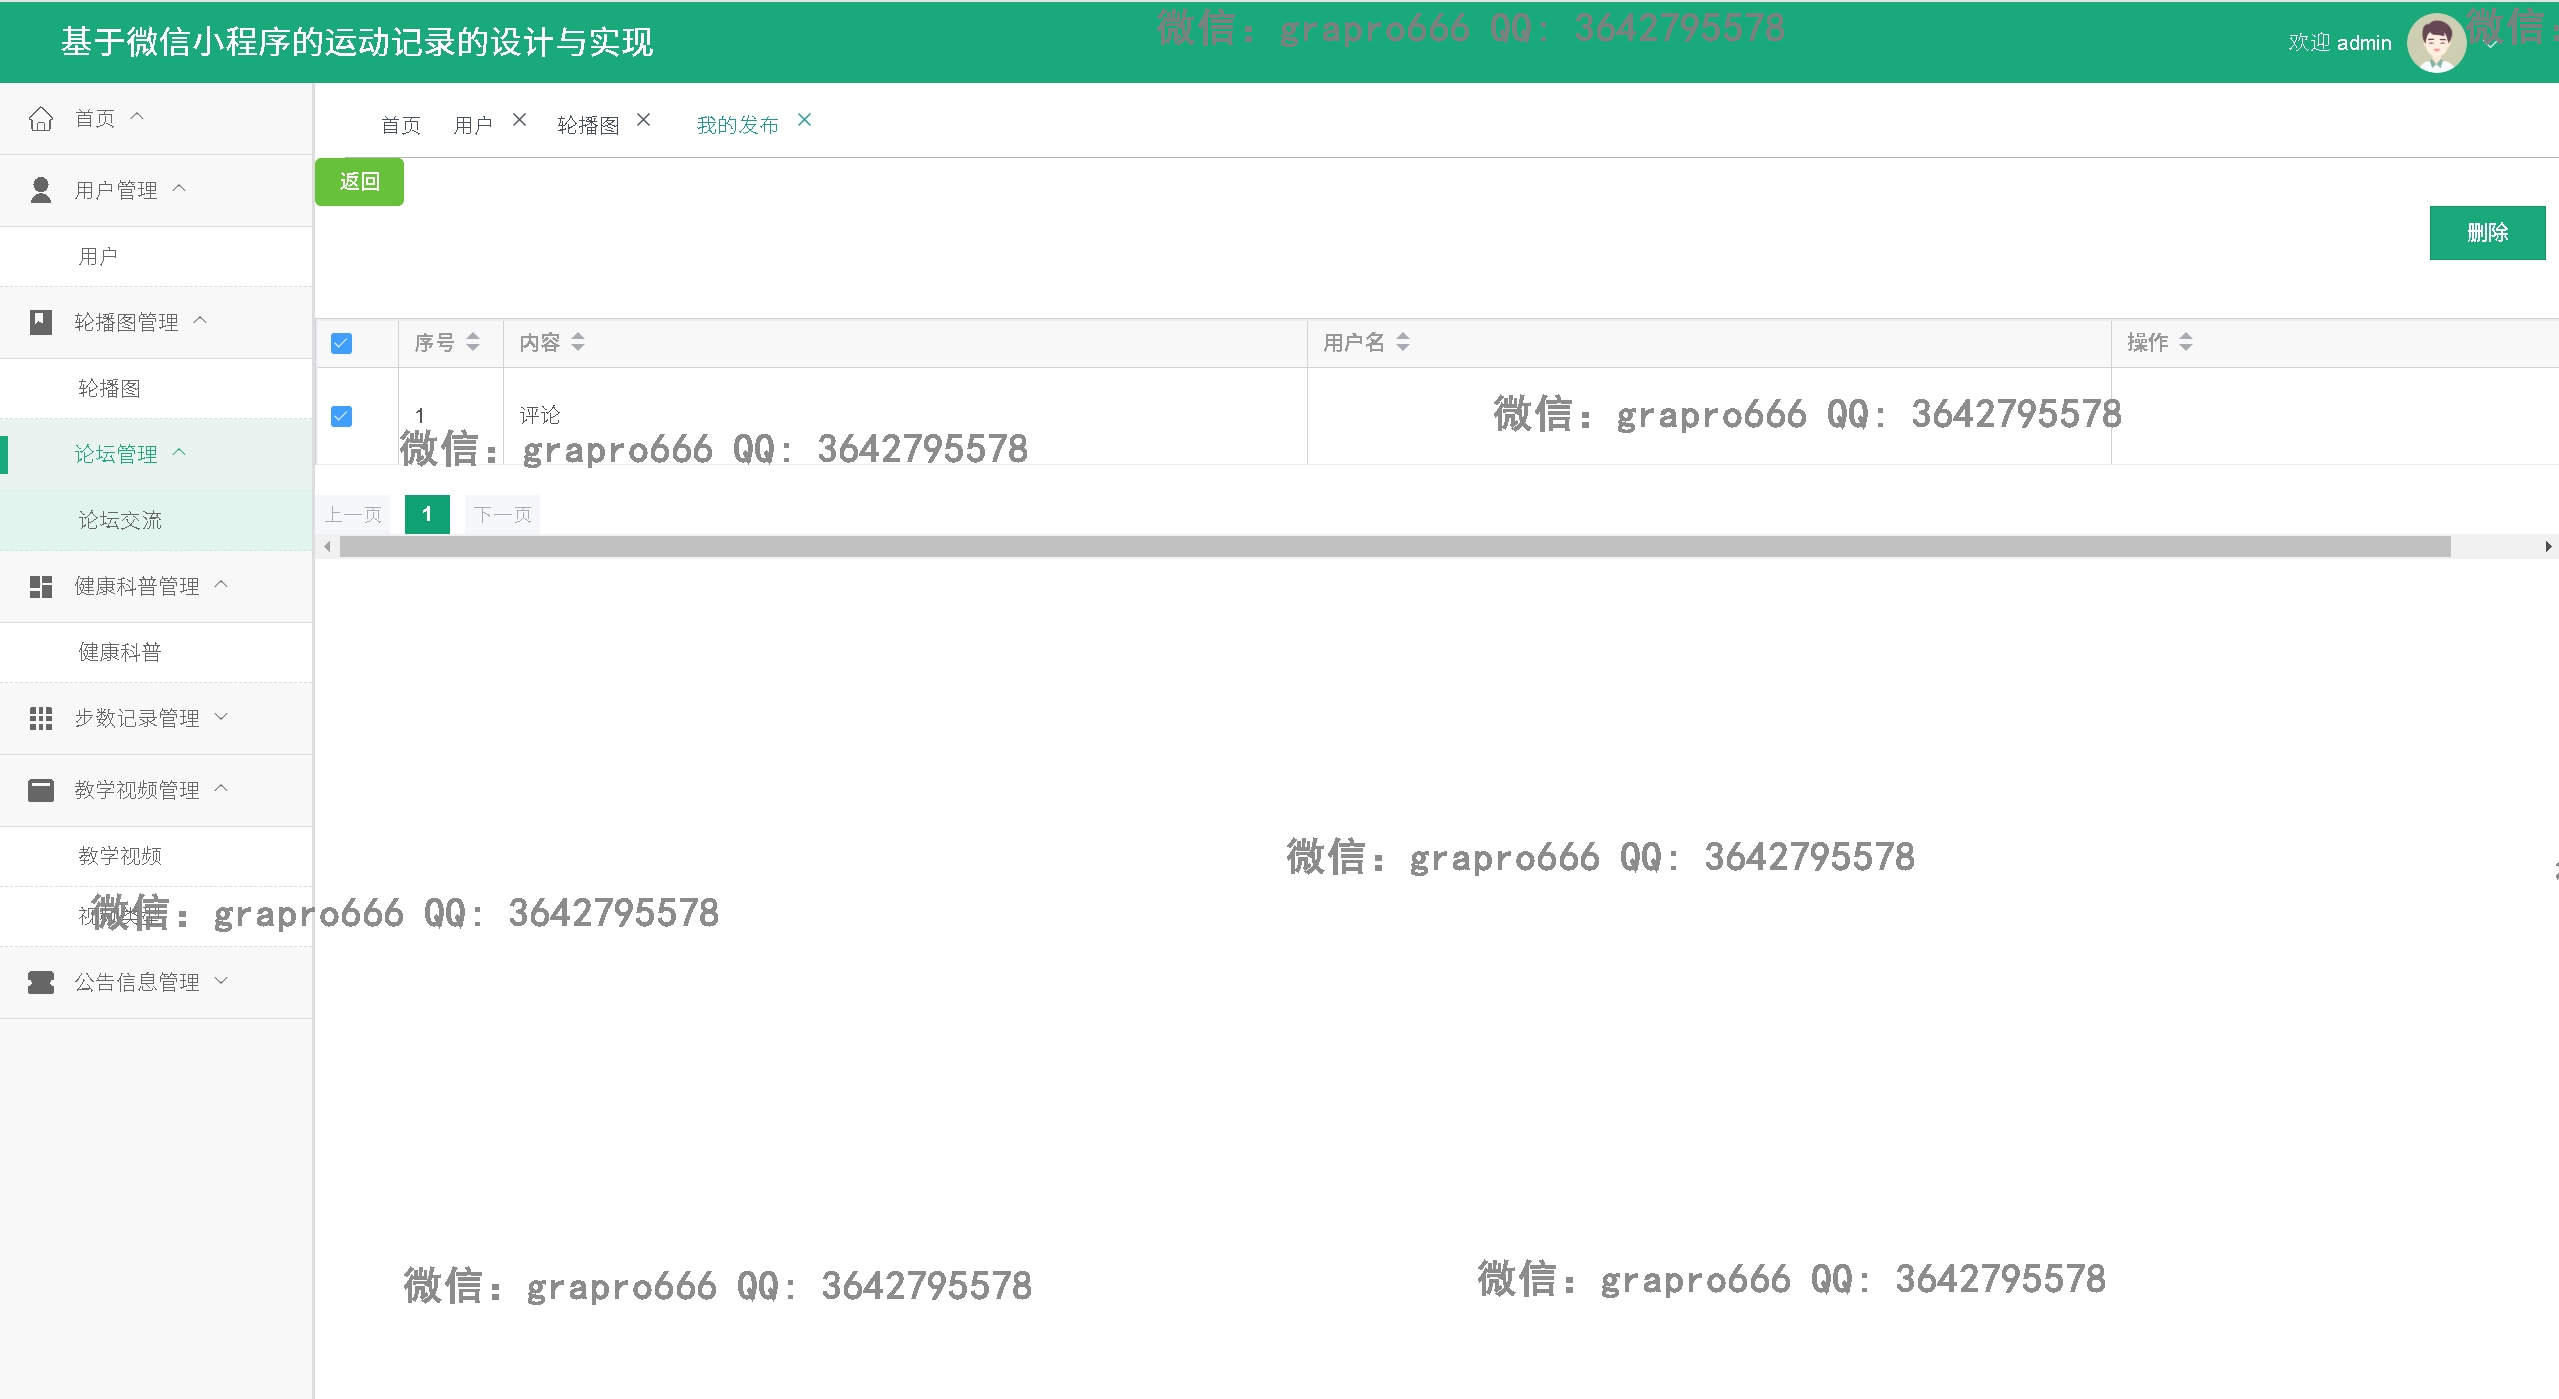 基于微信小程序的运动记录的设计与实现
微信: grapro666 QQ: 3642795578
欢迎 admin
微信:
首页
用户管理
用户
轮播图管理
轮播图
论坛管理
论坛交流
健康科普管理
健康科普
步数记录管理
教学视频管理
教学视频
公告信息管理
首页 用户 轮播图 我的发布
返回
删除
序号 内容 用户名 操作
1 评论
微信: grapro666 QQ: 3642795578
微信: grapro666 QQ: 3642795578
上一页 1 下一页
微信: grapro666 QQ: 3642795578
微信: grapro666 QQ: 3642795578
微信: grapro666 QQ: 3642795578
微信: grapro666 QQ: 3642795578